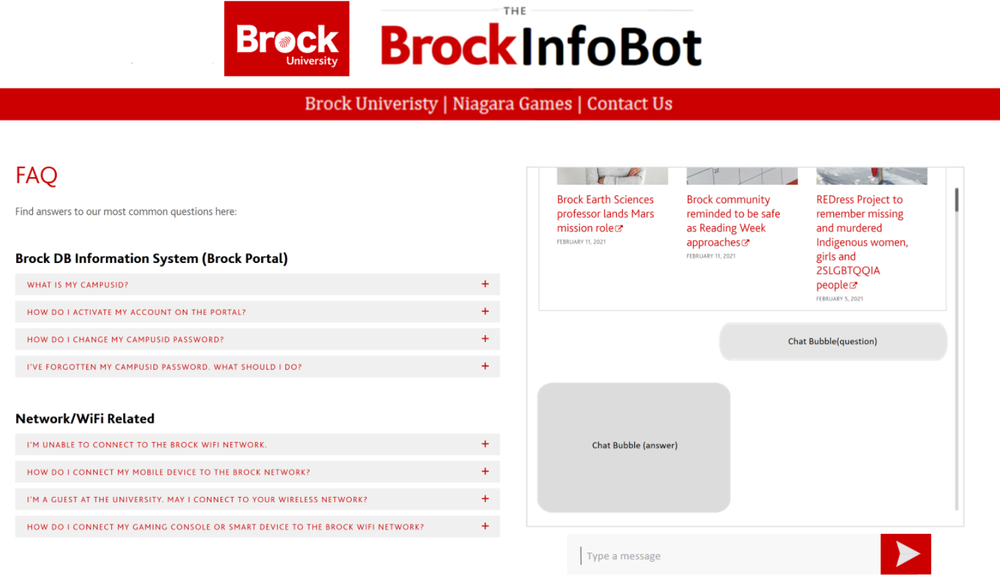 THE
Brock
University
BrockInfoBot
Brock Univeristy | Niagara Games | Contact Us
FAQ
Find answers to our most common questions here:
Brock DB Information System (Brock Portal)
WHAT IS MY CAMPUSID? +
HOW DO I ACTIVATE MY ACCOUNT ON THE PORTAL? +
HOW DO I CHANGE MY CAMPUSID PASSWORD? +
I'VE FORGOTTEN MY CAMPUSID PASSWORD. WHAT SHOULD I DO? +
Network/WiFi Related
I'M UNABLE TO CONNECT TO THE BROCK WIFI NETWORK. +
HOW DO I CONNECT MY MOBILE DEVICE TO THE BROCK NETWORK? +
I'M A GUEST AT THE UNIVERSITY. MAY I CONNECT TO YOUR WIRELESS NETWORK? +
HOW DO I CONNECT MY GAMING CONSOLE OR SMART DEVICE TO THE BROCK WIFI NETWORK? +
Brock Earth Sciences
professor lands Mars
mission role
FEBRUARY 11, 2021
22
Brock community
reminded to be safe
as Reading Week
approaches
FEBRUARY 11, 2021
REDress Project to
remember missing
and murdered
Indigenous women,
girls and
2SLGBTQQIA
people
FEBRUARY 5, 2021
Chat Bubble(question)
Chat Bubble (answer)
Type a message